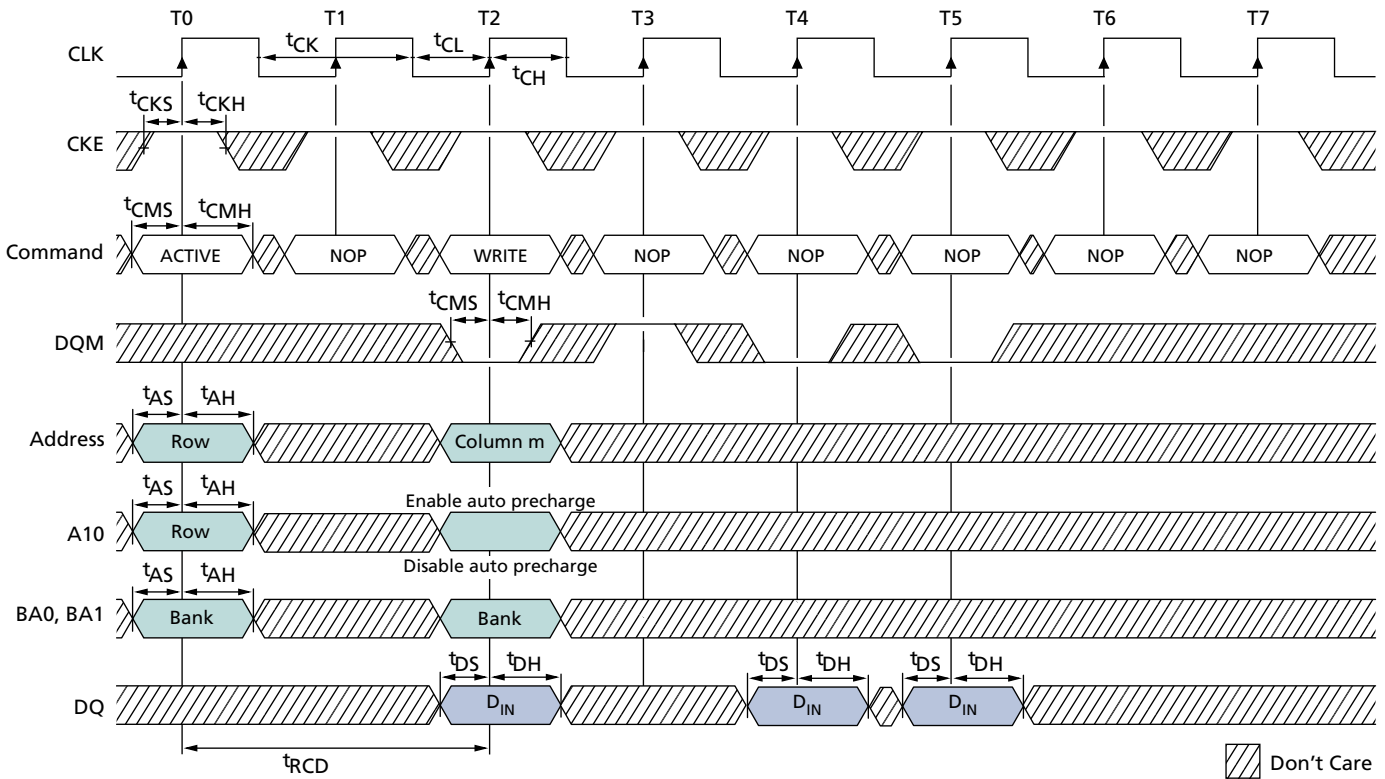 T0 T1 T2 T3 T4 T5 T6 T7
CLK
tCK tCL
tCH
tCKS tCKH
CKE
tCMS tCMH
Command ACTIVE NOP WRITE NOP NOP NOP NOP NOP
tCMS tCMH
DQM
tAS tAH
Address Row Column m
tAS tAH
Enable auto precharge
A10 Row
Disable auto precharge
tAS tAH
BA0, BA1 Bank Bank
tDS tDH tDS tDH tDS tDH
DQ DIN DIN DIN
tRCD
Don't Care